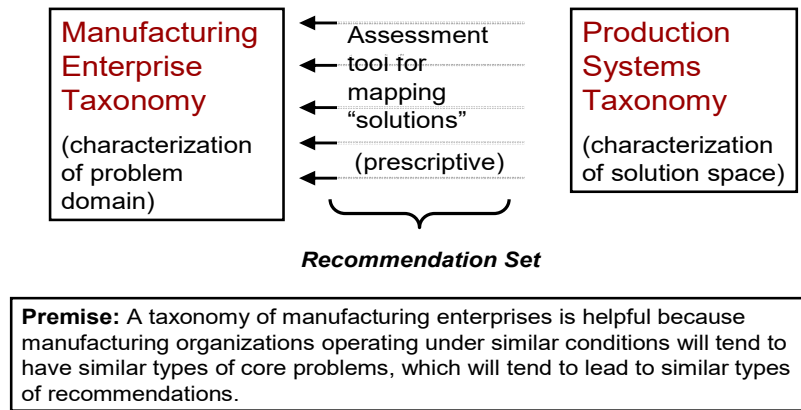 Manufacturing
Enterprise
Taxonomy
(characterization
of problem
domain)
Assessment
tool for
mapping
“solutions”
(prescriptive)
Production
Systems
Taxonomy
(characterization
of solution space)
Recommendation Set
Premise: A taxonomy of manufacturing enterprises is helpful because
manufacturing organizations operating under similar conditions will tend to
have similar types of core problems, which will tend to lead to similar types
of recommendations.